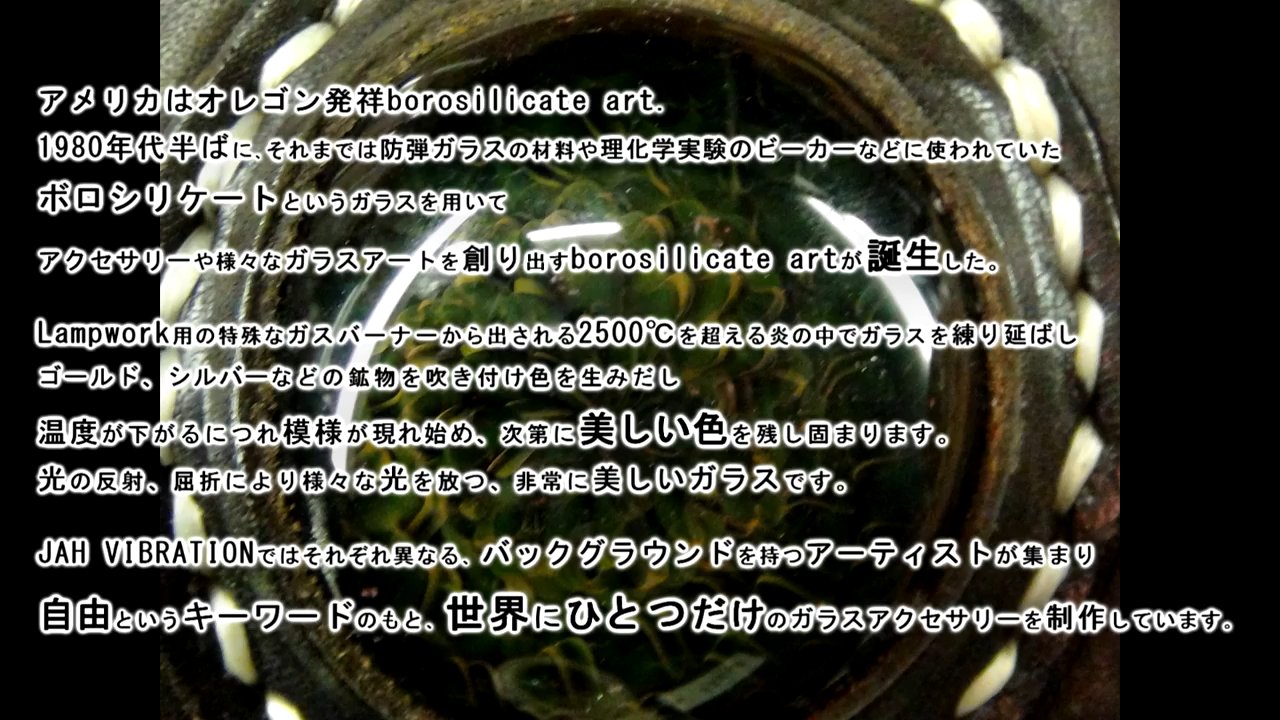 アメリカはオレゴン発祥borosilicate art.
1980年代半ばに、それまでは防弾ガラスの材料や理化学実験のビーカーなどに使われていた
ボロシリケートというガラスを用いて
アクセサリーや様々なガラスアートを創り出すborosilicate artが誕生した。
Lampwork用の特殊なガスバーナーから出される2500℃を超える炎の中でガラスを練り延ばし
ゴールド、シルバーなどの鉱物を吹き付け色を生みだし
温度が下がるにつれ模様が現れ始め、次第に美しい色を残し固まります。
光の反射、屈折により様々な光を放つ、非常に美しいガラスです。
JAH VIBRATIONではそれぞれ異なる、バックグラウンドを持つアーティストが集まり
自由というキーワードのもと、世界にひとつだけのガラスアクセサリーを制作しています。